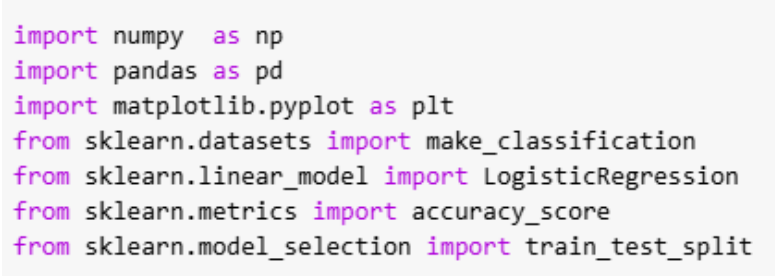 import numpy  as np
import pandas as pd
import matplotlib.pyplot as plt
from sklearn.datasets import make_classification
from sklearn.linear_model import LogisticRegression
from sklearn.metrics import accuracy_score
from sklearn.model_selection import train_test_split